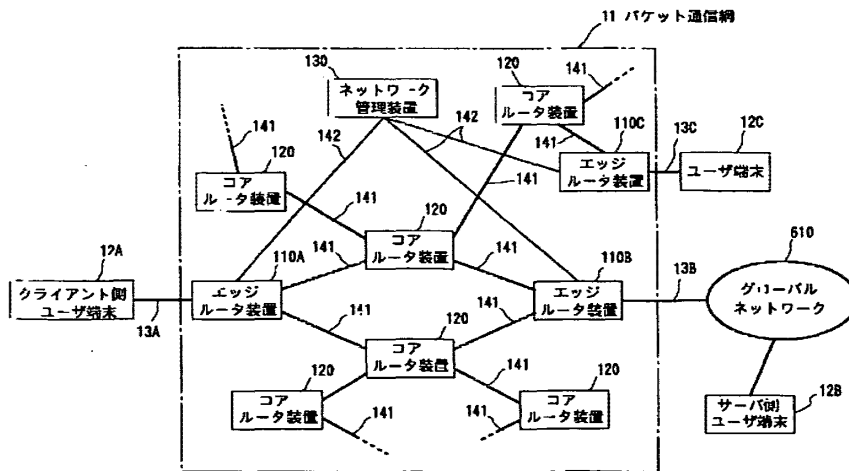 11 パケット通信網
130
ネットワーク
管理装置
120
141
コア
ルータ装置
141
142
142
110C
13C
12C
141
120
コア
ルータ装置
141
エッジ
ルータ装置
ユーザ端末
141
141
120
コア
ルータ装置
610
12A
110A
141
141
110B
クライアント側
ユーザ端末
エッジ
ルータ装置
エッジ
ルータ装置
13B
グローバル
ネットワーク
13A
141
141
120
コア
ルータ装置
120
コア
ルータ装置
141
141
141
120
コア
ルータ装置
サーバ側
ユーザ端末
12B